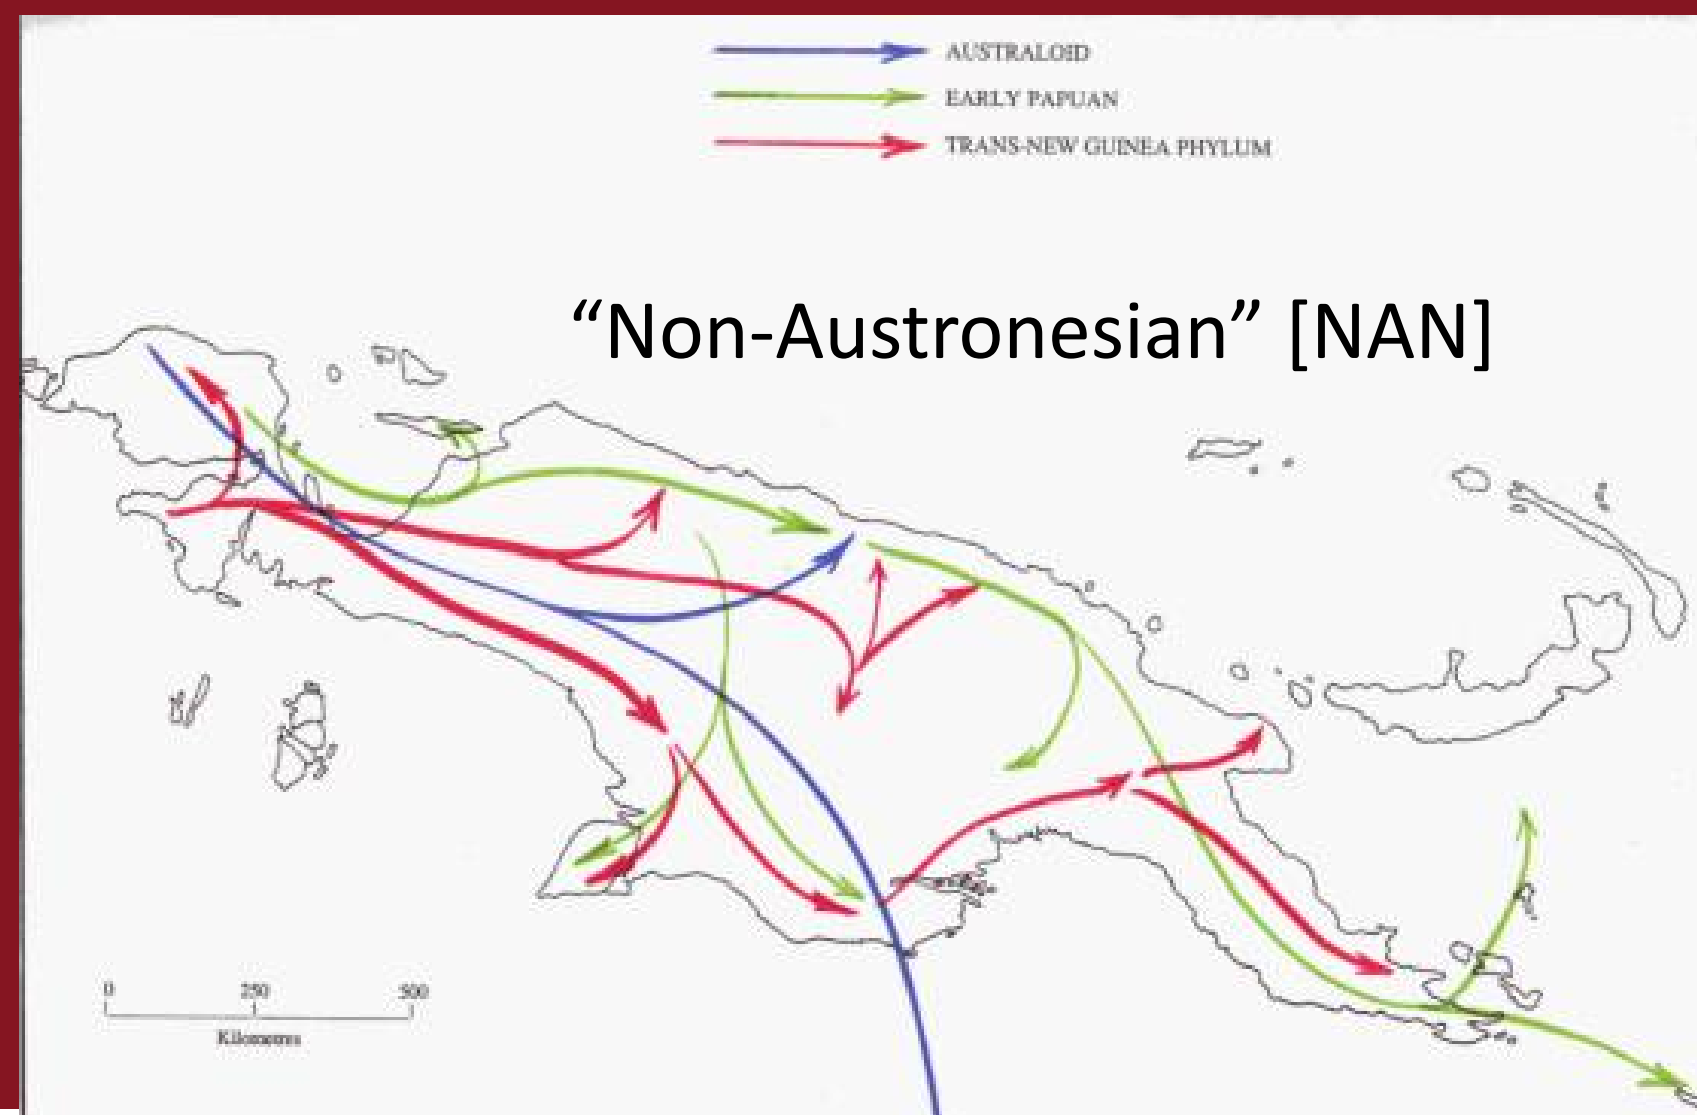 AUSTRALOID
EARLY PAPUAN
TRANS-NEW GUINEA PHYLUM
“Non-Austronesian” [NAN]
0 250 500
Kilometres